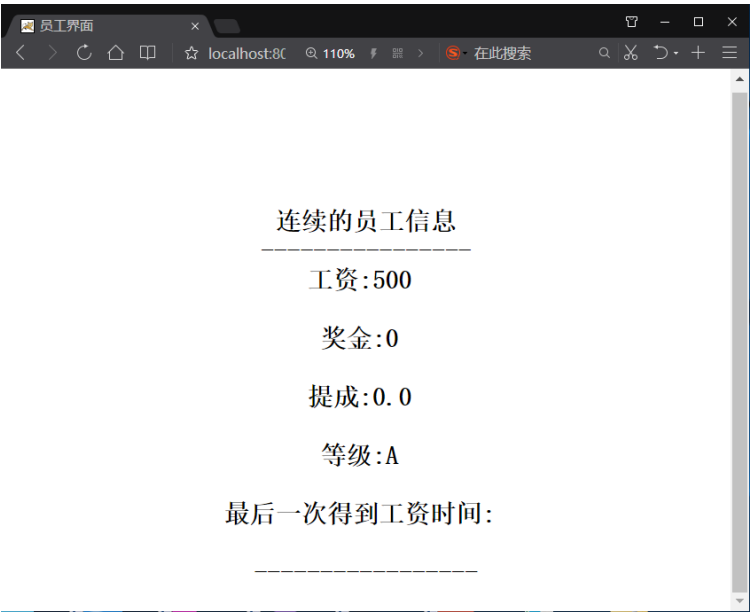 员工界面
localhost:80
110%
在此搜索
连续的员工信息
----------------
工资:500
奖金:0
提成:0.0
等级:A
最后一次得到工资时间:
-----------------